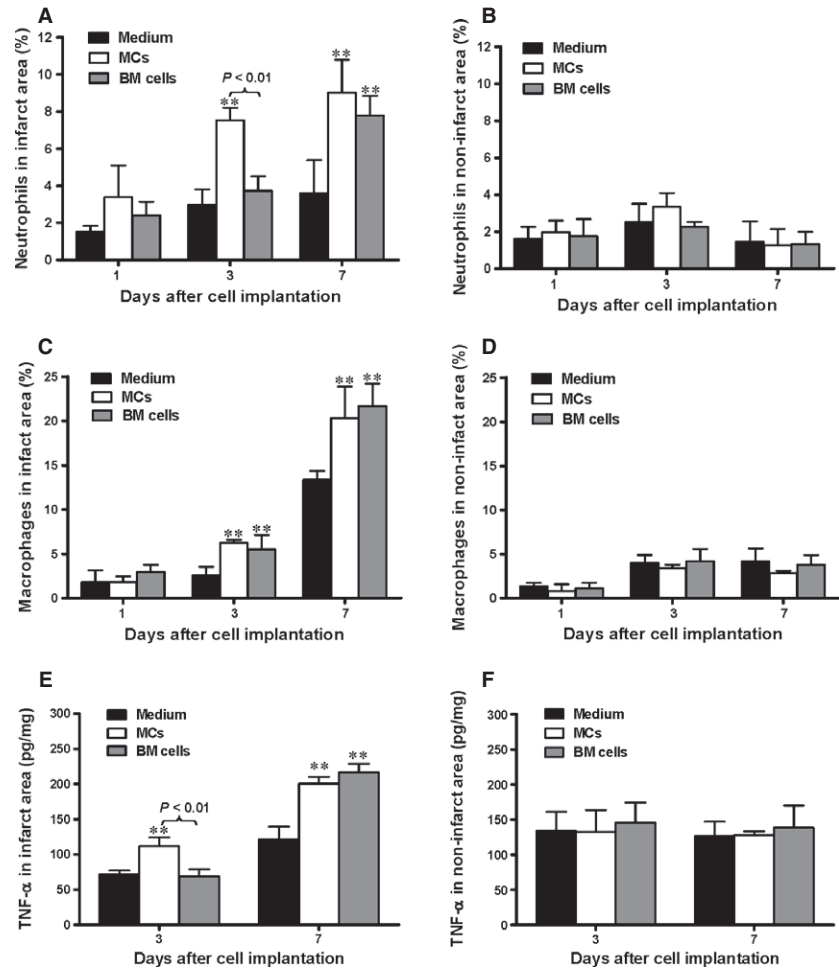 A
Neutrophils in infarct area (%)
12
10
8
6
4
2
0
Medium
MCs
BM cells
P < 0.01
**
**
**
1
3
7
Days after cell implantation
B
Neutrophils in non-infarct area (%)
12
10
8
6
4
2
0
Medium
MCs
BM cells
1
3
7
Days after cell implantation
C
Macrophages in infact area (%)
25
20
15
10
5
0
Medium
MCs
BM cells
**
**
**
**
1
3
7
Days after cell implantation
D
Macrophages in non-infact area (%)
25
20
15
10
5
0
Medium
MCs
BM cells
1
3
7
Days after cell implantation
E
TNF-α in infarct area (pg/mg)
300
250
200
150
100
50
0
Medium
MCs
BM cells
P < 0.01
**
**
**
3
7
Days after cell implantation
F
TNF-α in non-infarct area (pg/mg)
300
250
200
150
100
50
0
Medium
MCs
BM cells
3
7
Days after cell implantation